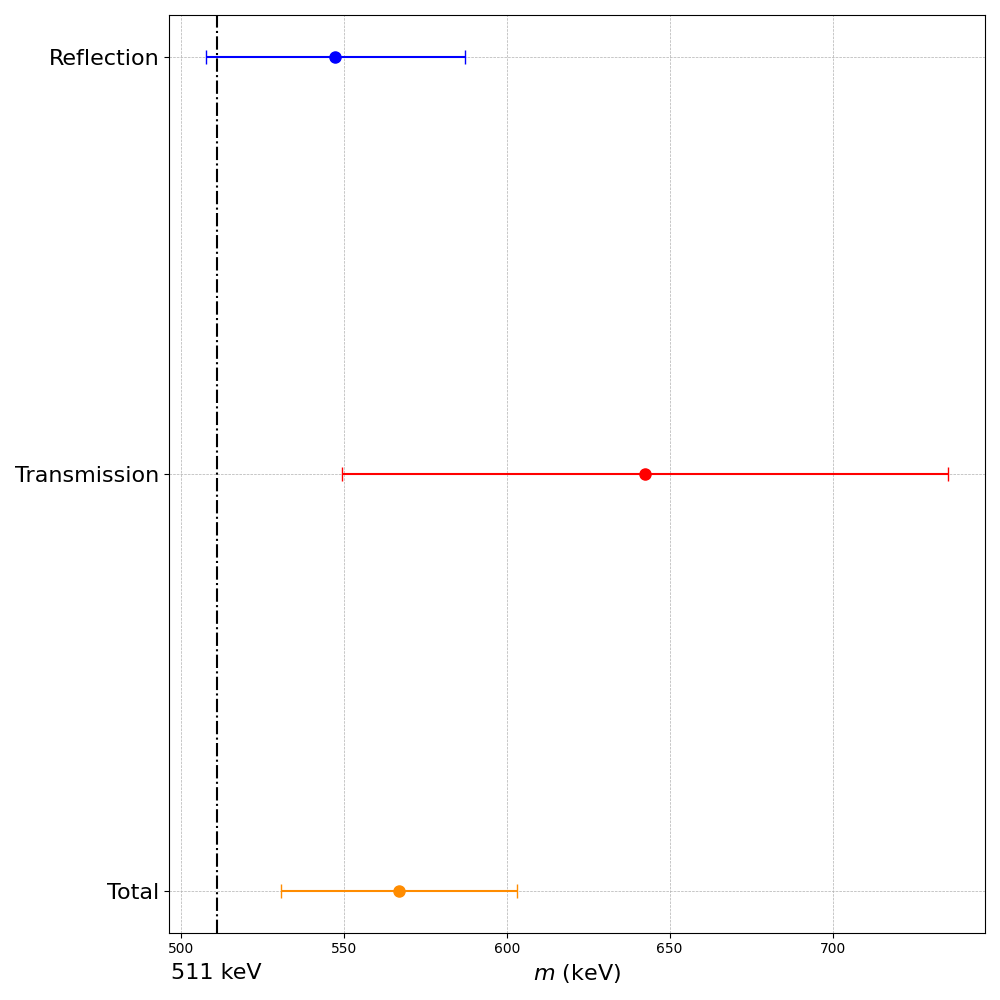 Reflection
Transmission
Total
500 550 600 650 700
511 keV m (keV)